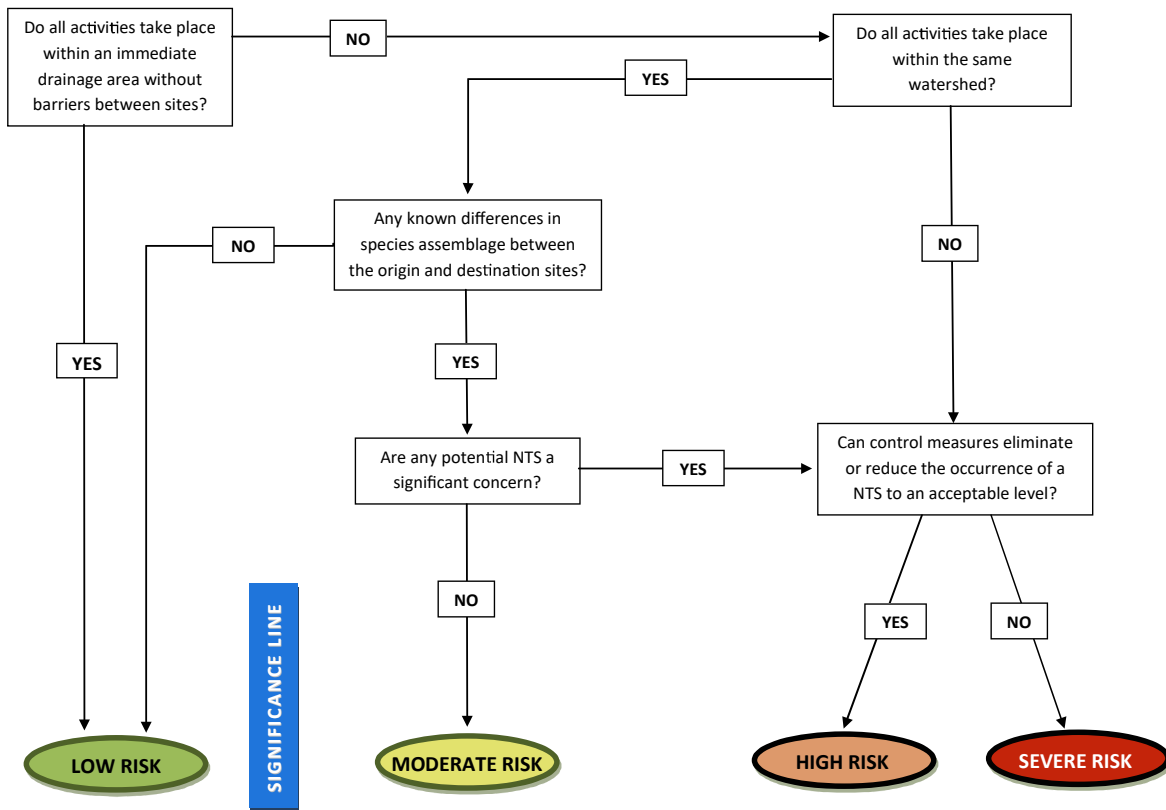 Do all activities take place
within an immediate
drainage area without
barriers between sites?
NO
Do all activities take place
within the same
watershed?
YES
Any known differences in
species assemblage between
the origin and destination sites?
NO
NO
YES
YES
Are any potential NTS a
significant concern?
YES
Can control measures eliminate
or reduce the occurrence of a
NTS to an acceptable level?
NO
YES
NO
SIGNIFICANCE LINE
LOW RISK
MODERATE RISK
HIGH RISK
SEVERE RISK